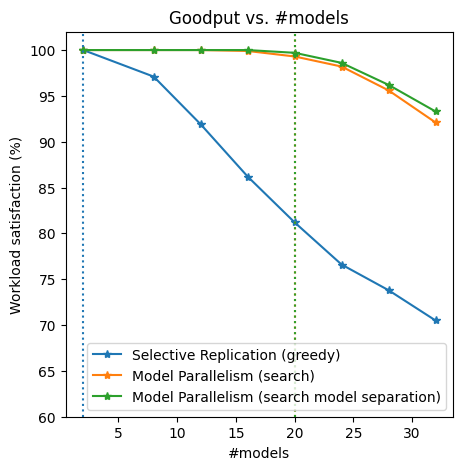 Goodput vs. #models
Workload satisfaction (%)
100
95
90
85
80
75
70
65
60
Selective Replication (greedy)
Model Parallelism (search)
Model Parallelism (search model separation)
5
10
15
20
25
30
#models